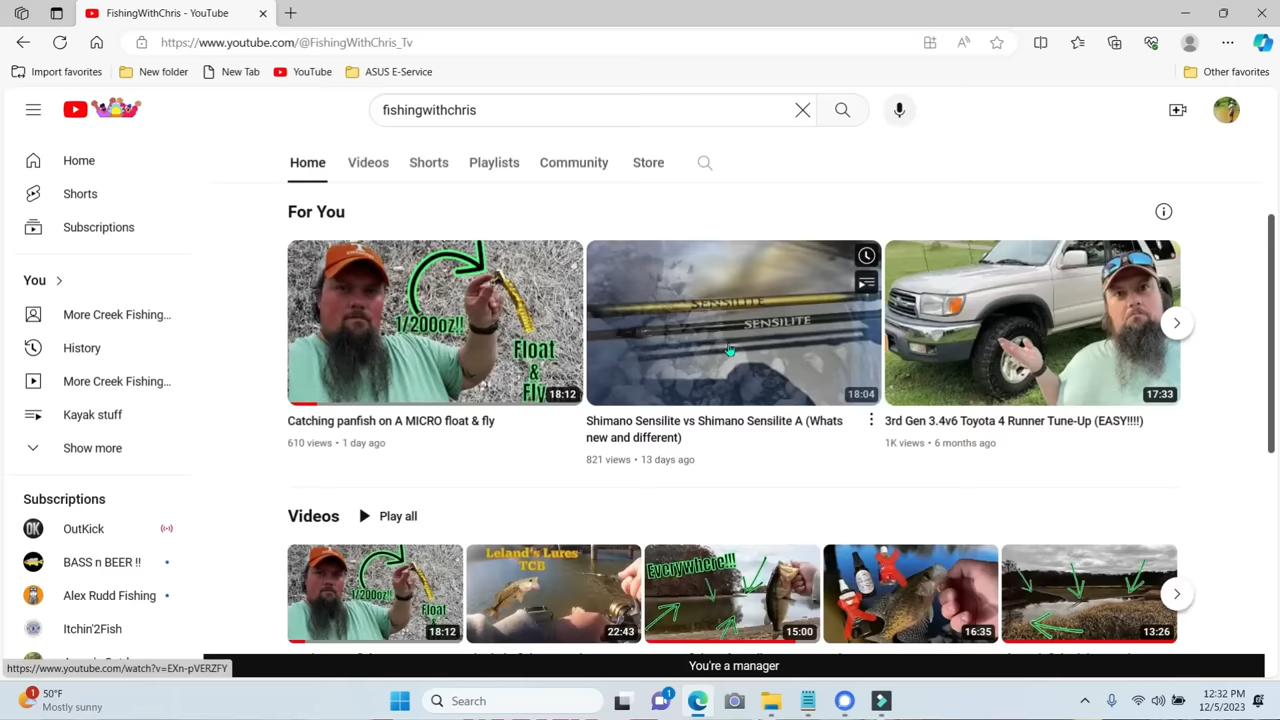 FishingWithChris - YouTube
https://www.youtube.com/@FishingWithChris_Tv
Import favorites
New folder
New Tab
YouTube
ASUS E-Service
Other favorites
fishingwithchris
Home
Videos
Shorts
Playlists
Community
Store
Home
Shorts
Subscriptions
You
More Creek Fishing...
History
More Creek Fishing...
Kayak stuff
Show more
Subscriptions
OutKick
BASS n BEER !!
Alex Rudd Fishing
Itchin'2Fish
For You
1/200oz!!
Float
&
Fly
18:12
Catching panfish on A MICRO float & fly
610 views • 1 day ago
SENSILITE
SENSILITE
18:04
Shimano Sensilite vs Shimano Sensilite A (Whats
new and different)
821 views • 13 days ago
17:33
3rd Gen 3.4v6 Toyota 4 Runner Tune-Up (EASY!!!!)
1K views • 6 months ago
Videos
Play all
1/200oz!!
Float
&
18:12
Leland's Lures
TCB
22:43
Everywhere!!!
15:00
16:35
13:26
https://www.youtube.com/watch?v=EXn-pVERZFY
You're a manager
1
50°F
Mostly sunny
Search
1
12:32 PM
12/5/2023